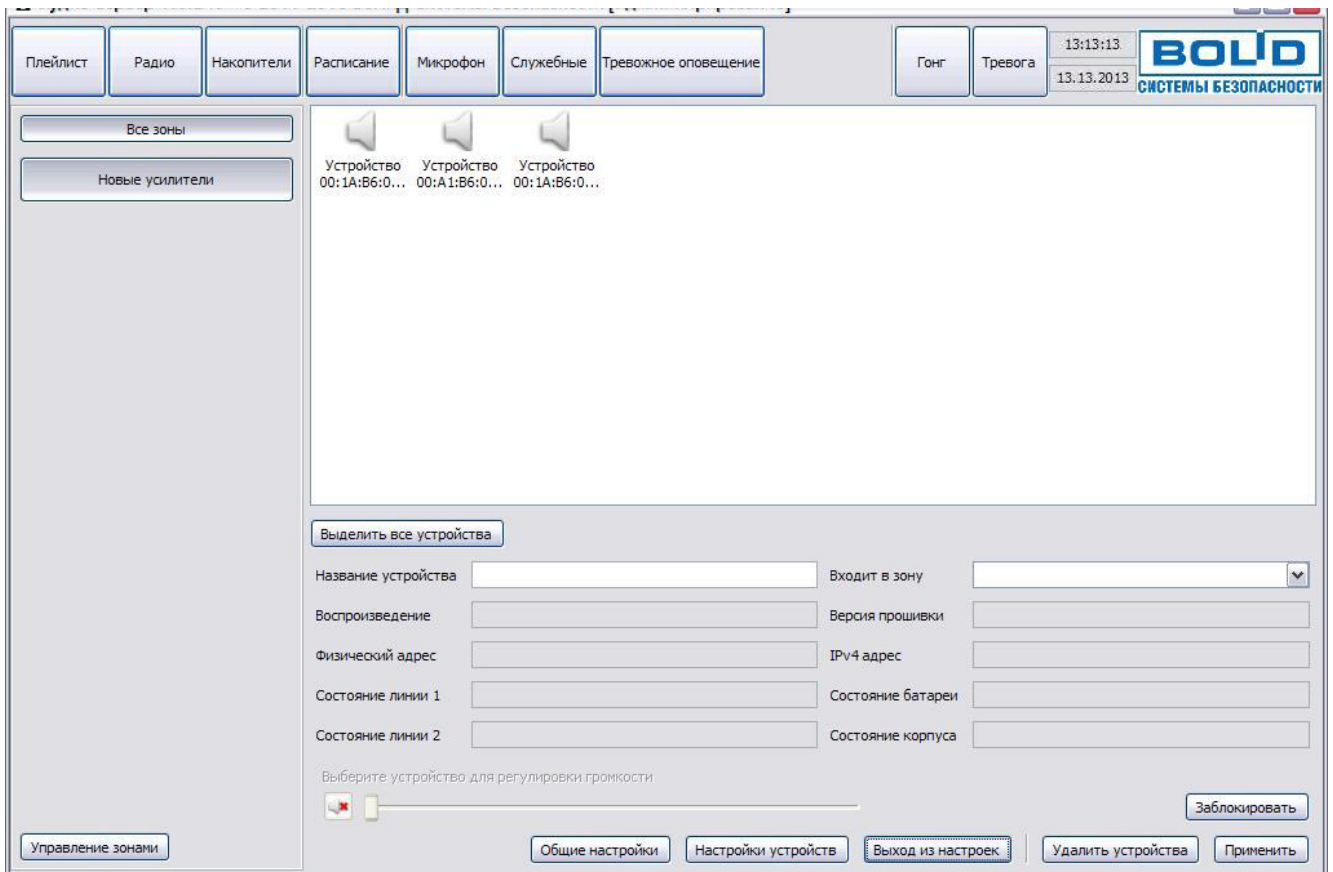 Плейлист
Радио
Накопители
Расписание
Микрофон
Служебные
Тревожное оповещение
Гонг
Тревога
13:13:13
13.13.2013
BOLID
СИСТЕМЫ БЕЗОПАСНОСТИ
Все зоны
Новые усилители
Устройство
00:1A:B6:0...
Устройство
00:A1:B6:0...
Устройство
00:1A:B6:0...
Выделить все устройства
Название устройства
Входит в зону
Воспроизведение
Версия прошивки
Физический адрес
IPv4 адрес
Состояние линии 1
Состояние батареи
Состояние линии 2
Состояние корпуса
Выберите устройство для регулировки громкости
Заблокировать
Управление зонами
Общие настройки
Настройки устройств
Выход из настроек
Удалить устройства
Применить